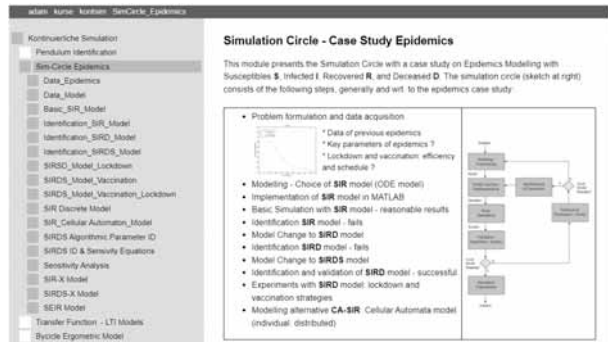 adam kurse kontsen SimCircle_Epidemics
Kontinuierliche Simulation
Pendulum Identification
Sim-Circle Epidemics
Data_Epidemics
Data_Model
Basic_SIR_Model
Identification_SIR_Model
Identification_SIRD_Model
Identification_SIRDS_Model
SIRSD_Model_Lockdown
SIRDS_Model_Vaccination
SIRDS_Model_Vaccination_Lockdown
SIR Discrete Model
SIR_Cellular Automaton_Model
SIRDS Algorithmic Parameter ID
SIRDS ID & Sensivity Equations
Sensitivity Analysis
SIR-X Model
SIRDS-X Model
SEIR Model
Transfer Function - LTI Models
Bycicle Ergometric Model
Simulation Circle - Case Study Epidemics
This module presents the Simulation Circle with a case study on Epidemics Modelling with
Susceptibles S, Infected I, Recovered R, and Deceased D. The simulation circle (sketch at right)
consists of the following steps, generally and wrt. to the epidemics case study:
• Problem formulation and data acquisition
* Data of previous epidemics
* Key parameters of epidemics ?
* Lockdown and vaccination: efficiency
and schedule ?
• Modelling - Choice of SIR model (ODE model)
• Implementation of SIR model in MATLAB
• Basic Simulation with SIR model - reasonable results
• Identification SIR model - fails
• Model Change to SIRD model
• Identification SIRD model - fails
• Model Change to SIRDS model
• Identification and validation of SIRD model - successful
• Experiments with SIRD model: lockdown and
vaccination strategies
• Modelling alternative CA-SIR: Cellular Automata model
(individual, distributed)